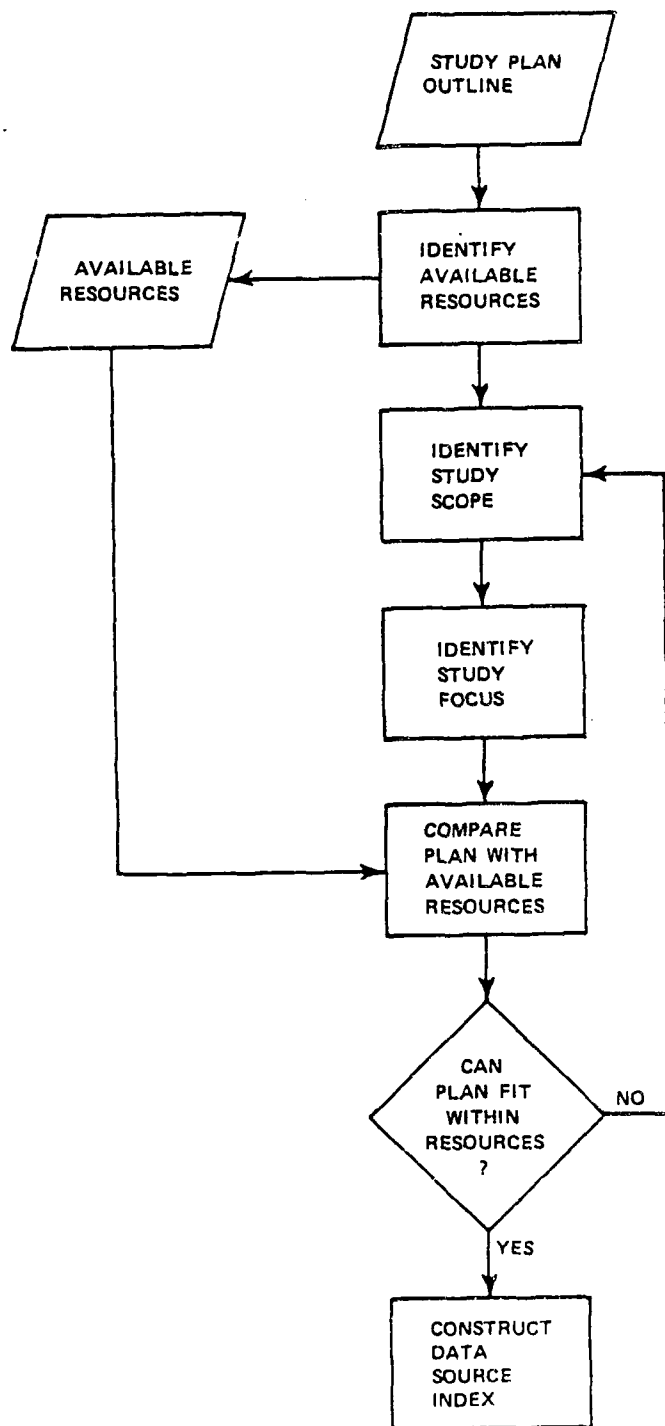 STUDY PLAN
OUTLINE
IDENTIFY
AVAILABLE
RESOURCES
AVAILABLE
RESOURCES
IDENTIFY
STUDY
SCOPE
IDENTIFY
STUDY
FOCUS
COMPARE
PLAN WITH
AVAILABLE
RESOURCES
CAN
PLAN FIT
WITHIN
RESOURCES
?
NO
YES
CONSTRUCT
DATA
SOURCE
INDEX